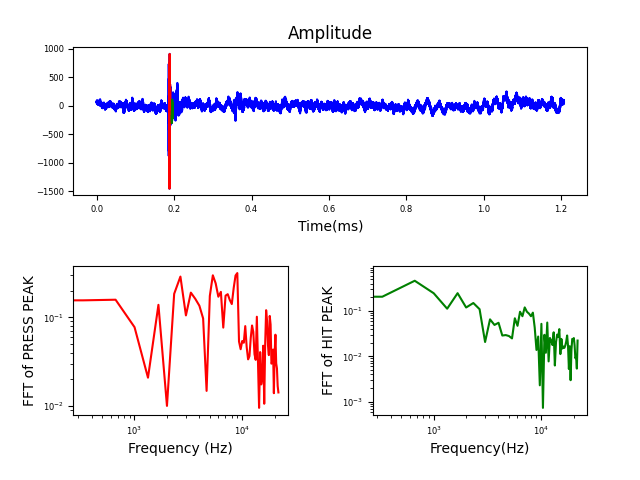 Amplitude
1000
500
0
−500
−1000
−1500
0.0 0.2 0.4 0.6 0.8 1.0 1.2
Time(ms)
FFT of PRESS PEAK
10⁻¹
10⁻²
10³ 10⁴
Frequency (Hz)
FFT of HIT PEAK
10⁻¹
10⁻²
10⁻³
10³ 10⁴
Frequency(Hz)